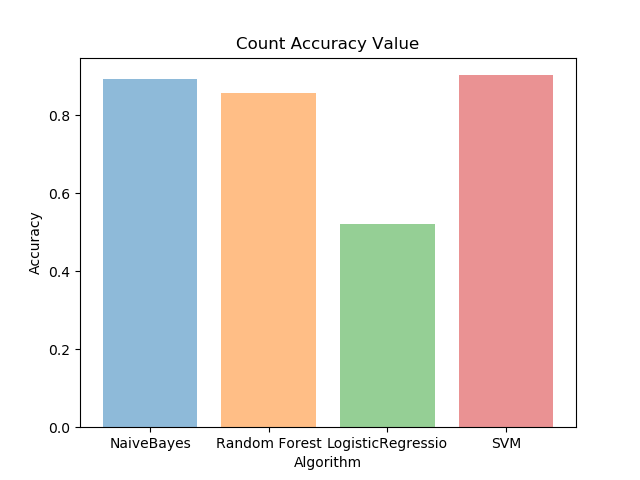 Count Accuracy Value
Accuracy
0.8
0.6
0.4
0.2
0.0
NaiveBayes Random Forest LogisticRegressio SVM
Algorithm